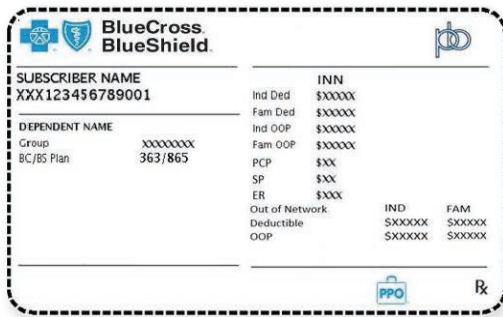 BlueCross.
BlueShield.
pbo
SUBSCRIBER NAME
XXX123456789001
DEPENDENT NAME
Group XXXXXXXX
BC/BS Plan 363/865
INN
Ind Ded $XXXXX
Fam Ded $XXXXX
Ind OOP $XXXXX
Fam OOP $XXXXX
PCP $XX
SP $XX
ER $XXX
Out of Network IND FAM
Deductible $XXXXX $XXXXX
OOP $XXXXX $XXXXX
PPO
Rx